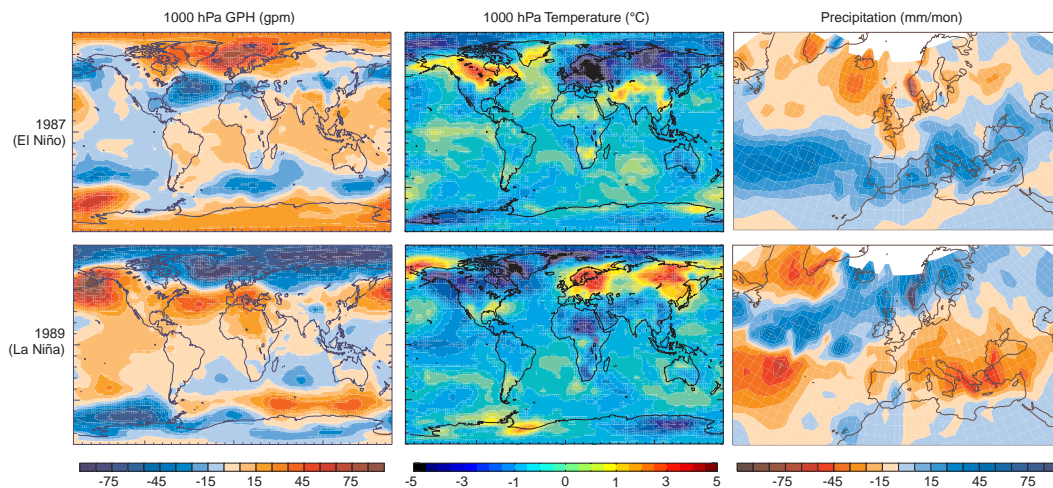 1000 hPa GPH (gpm)
1000 hPa Temperature (°C)
Precipitation (mm/mon)
1987
(El Niño)
1989
(La Niña)
-75 -45 -15 15 45 75
-5 -3 -1 0 1 3 5
-75 -45 -15 15 45 75